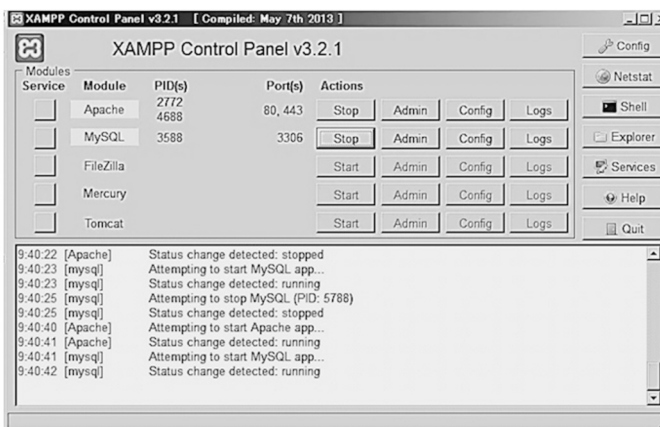 XAMPP Control Panel v3.2.1 [ Compiled: May 7th 2013 ]
XAMPP Control Panel v3.2.1
Config
Modules
Service Module PID(s) Port(s) Actions
Netstat
Apache 2772 4688 80, 443 Stop Admin Config Logs
Shell
MySQL 3588 3306 Stop Admin Config Logs
Explorer
FileZilla Start Admin Config Logs
Services
Mercury Start Admin Config Logs
Help
Tomcat Start Admin Config Logs
Quit
9:40:22 [Apache] Status change detected: stopped
9:40:23 [mysql] Attempting to start MySQL app...
9:40:23 [mysql] Status change detected: running
9:40:25 [mysql] Attempting to stop MySQL (PID: 5788)
9:40:25 [mysql] Status change detected: stopped
9:40:40 [Apache] Attempting to start Apache app...
9:40:41 [Apache] Status change detected: running
9:40:41 [mysql] Attempting to start MySQL app...
9:40:42 [mysql] Status change detected: running